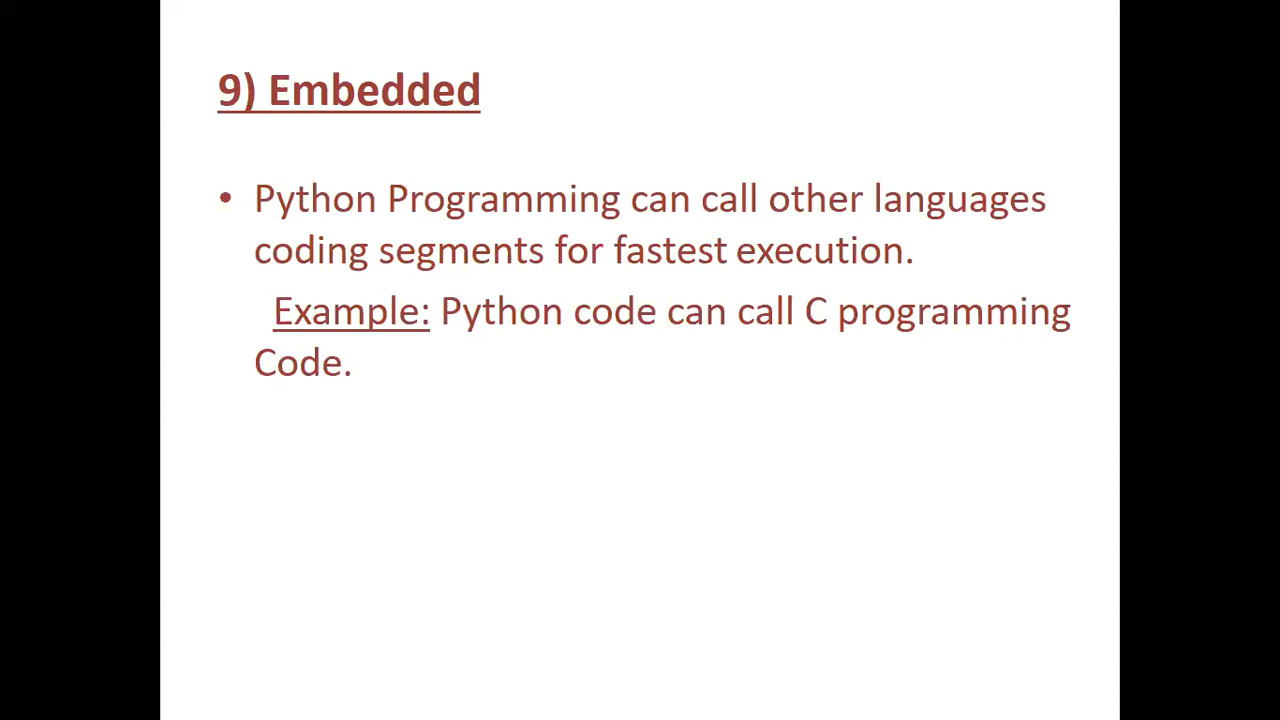 9) Embedded
• Python Programming can call other languages
coding segments for fastest execution.
Example: Python code can call C programming
Code.